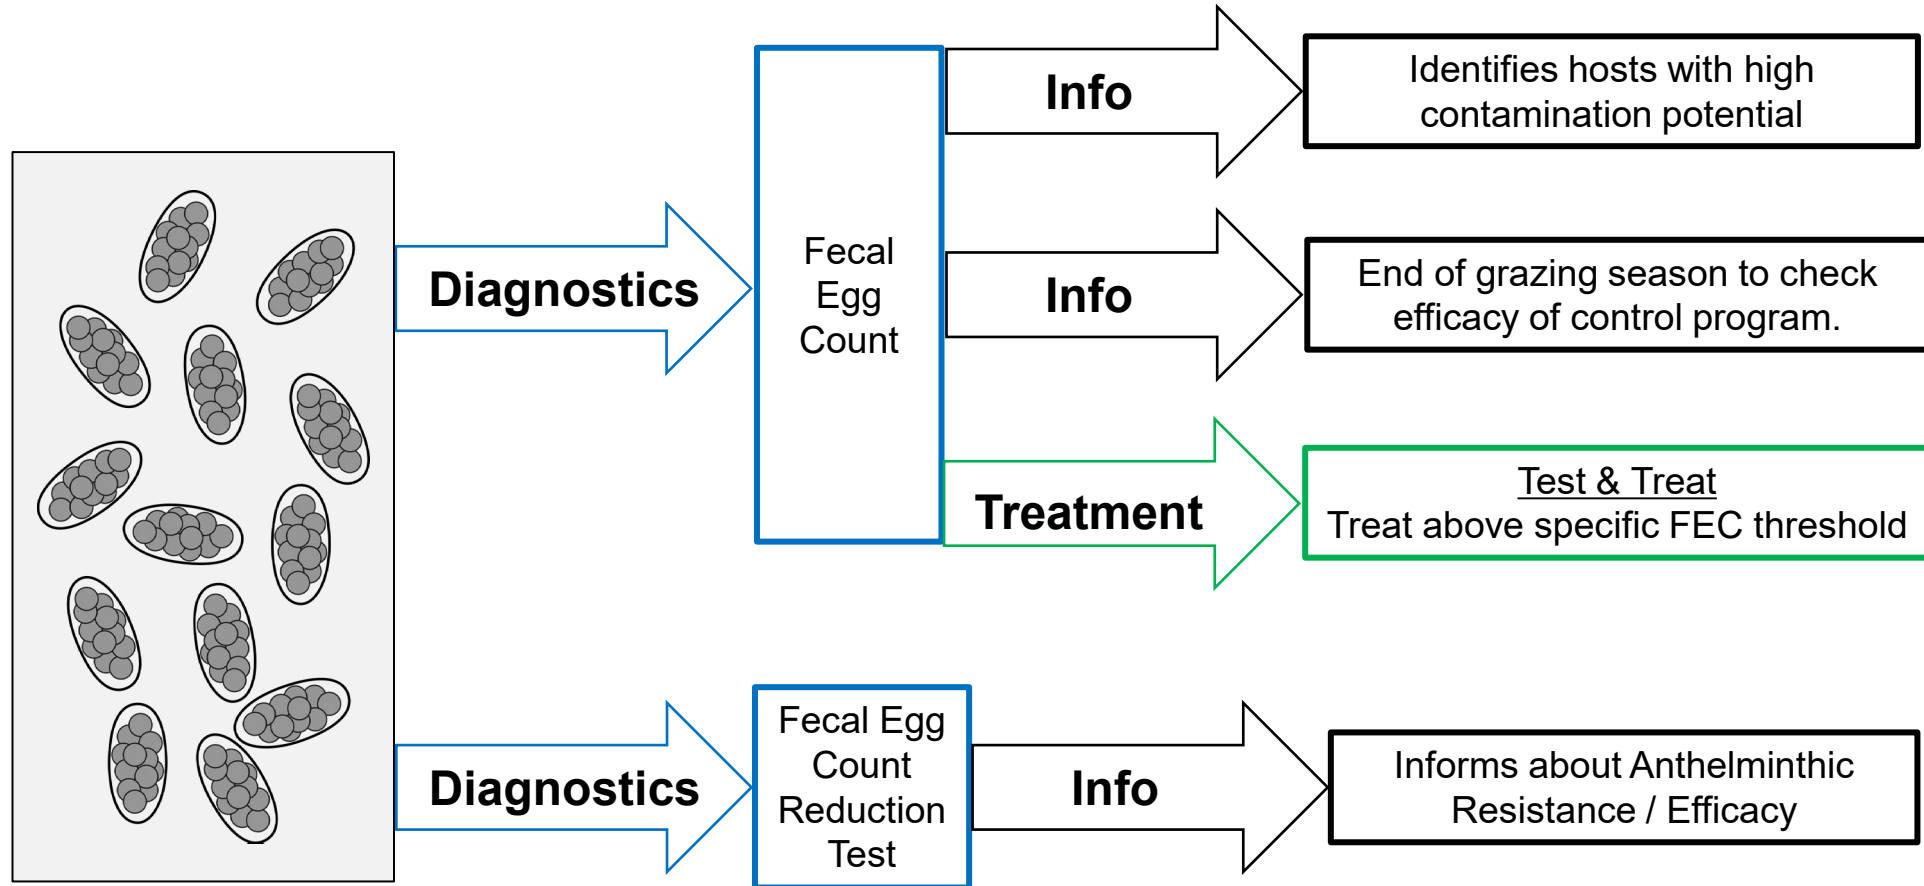 Diagnostics
Fecal
Egg
Count
Info
Identifies hosts with high
contamination potential
Info
End of grazing season to check
efficacy of control program.
Treatment
Test & Treat
Treat above specific FEC threshold
Diagnostics
Fecal Egg
Count
Reduction
Test
Info
Informs about Anthelminthic
Resistance / Efficacy